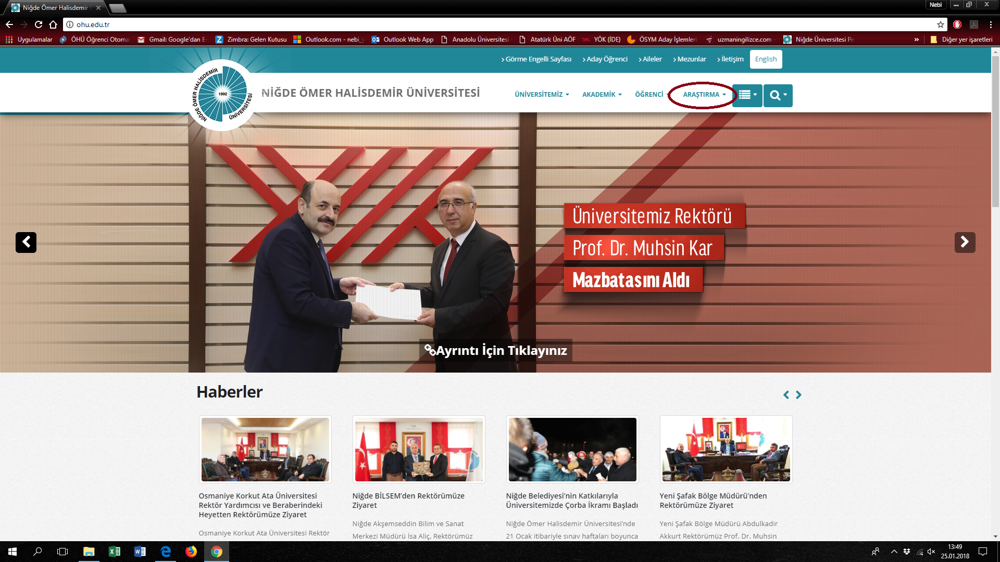 Niğde Ömer Halisdemir
Nebi
ohu.edu.tr
Uygulamalar
ÖHÜ Öğrenci Otoma
Gmail: Google'dan E-
Zimbra: Gelen Kutusu
Outlook.com - nebi_y
Outlook Web App
Anadolu Üniversitesi
Atatürk Üni AÖF
YÖK (İDE)
ÖSYM Aday İşlemleri
uzmaningilizce.com -
Niğde Üniversitesi Pe
»
Diğer yer işaretleri
Görme Engelli Sayfası
Aday Öğrenci
Aileler
Mezunlar
İletişim
English
NİĞDE ÖMER HALİSDEMİR
1992
ÜNİVERSİTESİ
NİĞDE ÖMER HALİSDEMİR ÜNİVERSİTESİ
ÜNİVERSİTEMİZ
AKADEMİK
ÖĞRENCİ
ARAŞTIRMA
Üniversitemiz Rektörü
Prof. Dr. Muhsin Kar
Mazbatasını Aldı
Ayrıntı İçin Tıklayınız
Haberler
Osmaniye Korkut Ata Üniversitesi
Rektör Yardımcısı ve Beraberindeki
Heyetten Rektörümüze Ziyaret
Osmaniye Korkut Ata Üniversitesi Rektör
Niğde BİLSEM’den Rektörümüze
Ziyaret
Niğde Akşemseddin Bilim ve Sanat
Merkezi Müdürü İsa Aliç, Rektörümüz
Niğde Belediyesi’nin Katkılarıyla
Üniversitemizde Çorba İkramı Başladı
Niğde Ömer Halisdemir Üniversitesi’nde
21 Ocak itibariyle sınav haftaları boyunca
Yeni Şafak Bölge Müdürü’nden
Rektörümüze Ziyaret
Yeni Şafak Bölge Müdürü Abdulkadir
Akkurt Rektörümüz Prof. Dr. Muhsin
13:49
25.01.2018